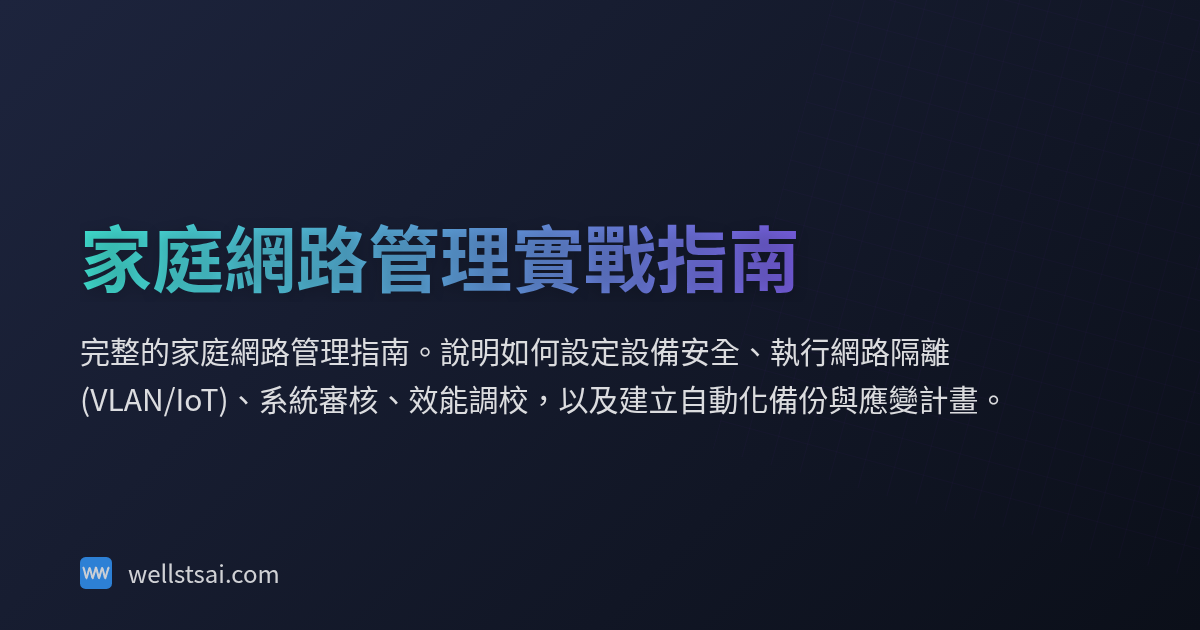 家庭網路管理實戰指南
完整的家庭網路管理指南。說明如何設定設備安全、執行網路隔離
(VLAN/IoT)、系統審核、效能調校，以及建立自動化備份與應變計畫。
wellstsai.com